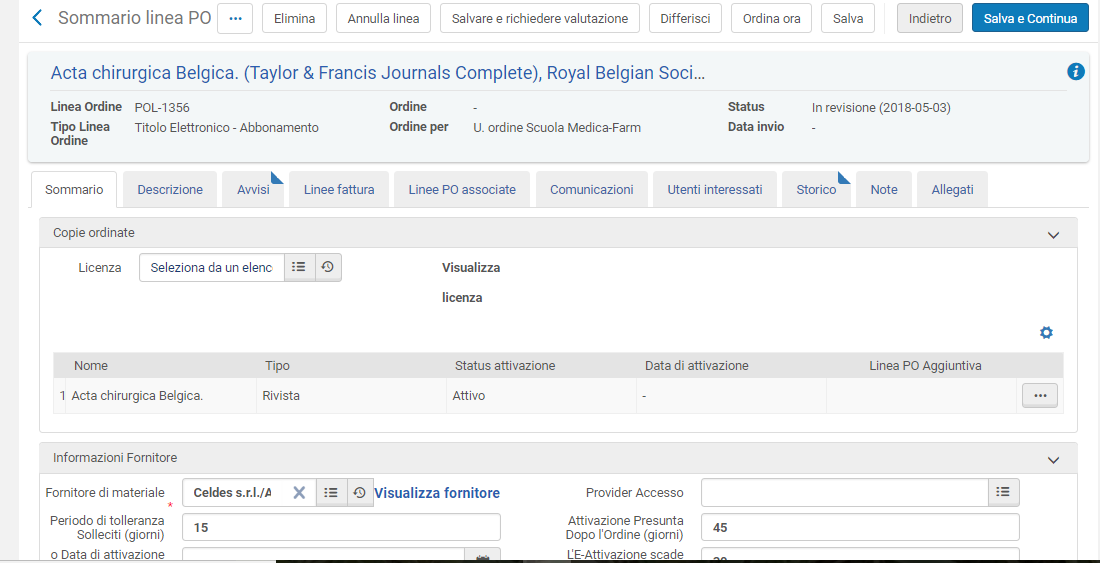 Sommario linea PO ... Elimina Annulla linea Salvare e richiedere valutazione Differisci Ordina ora Salva Indietro Salva e Continua
Acta chirurgica Belgica. (Taylor & Francis Journals Complete), Royal Belgian Soci...
Linea Ordine POL-1356 Ordine - Status In revisione (2018-05-03)
Tipo Linea Ordine Titolo Elettronico - Abbonamento Ordine per U. ordine Scuola Medica-Farm Data invio -
Sommario Descrizione Avvisi Linee fattura Linee PO associate Comunicazioni Utenti interessati Storico Note Allegati
Copie ordinate
Licenza Seleziona da un elenc Visualizza
licenza
Nome Tipo Status attivazione Data di attivazione Linea PO Aggiuntiva
1 Acta chirurgica Belgica. Rivista Attivo - ...
Informazioni Fornitore
Fornitore di materiale * Celdes s.r.l./A Visualizza fornitore Provider Accesso
Periodo di tolleranza Solleciti (giorni) 15 Attivazione Presunta Dopo l'Ordine (giorni) 45
o Data di attivazione L'E-Attivazione scade